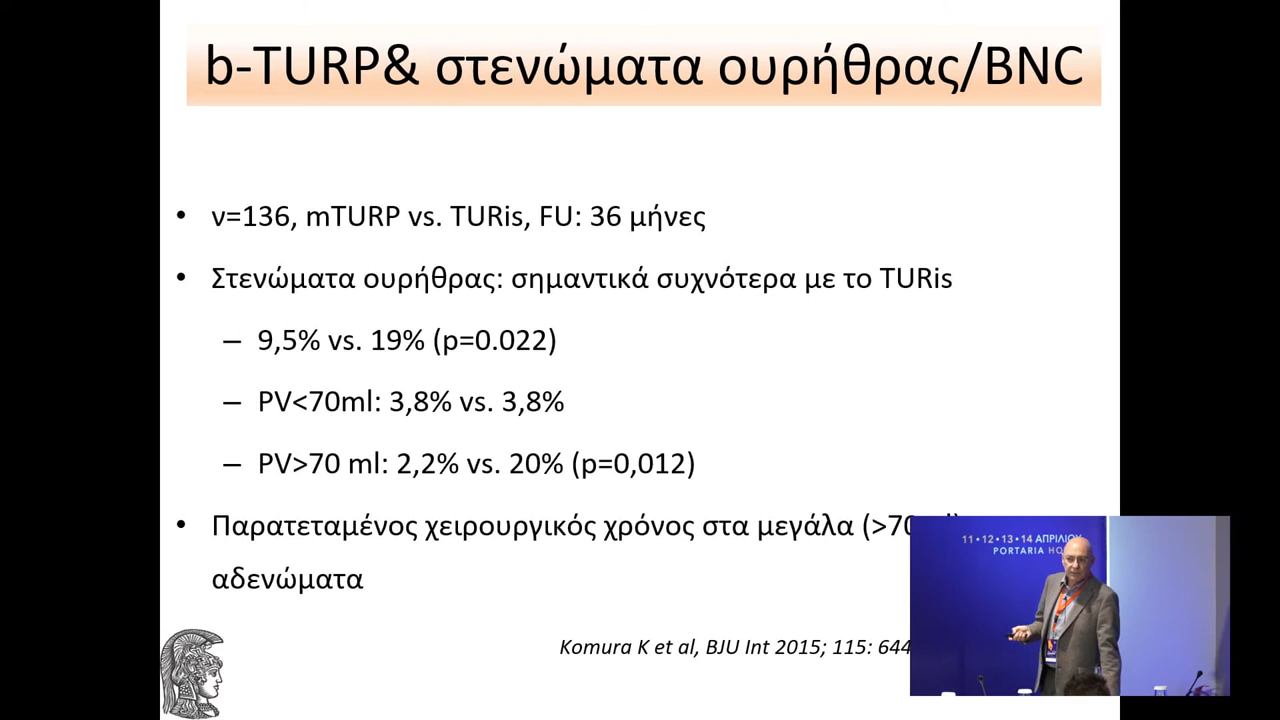 b-TURP& στενώματα ουρήθρας/BNC
• ν=136, mTURP vs. TURis, FU: 36 μήνες
• Στενώματα ουρήθρας: σημαντικά συχνότερα με το TURis
– 9,5% vs. 19% (p=0.022)
– PV<70ml: 3,8% vs. 3,8%
– PV>70 ml: 2,2% vs. 20% (p=0,012)
• Παρατεταμένος χειρουργικός χρόνος στα μεγάλα (>70
αδενώματα
Komura K et al, BJU Int 2015; 115: 644
11•12•13•14 ΑΠΡΙΛΙΟΥ
PORTARIA